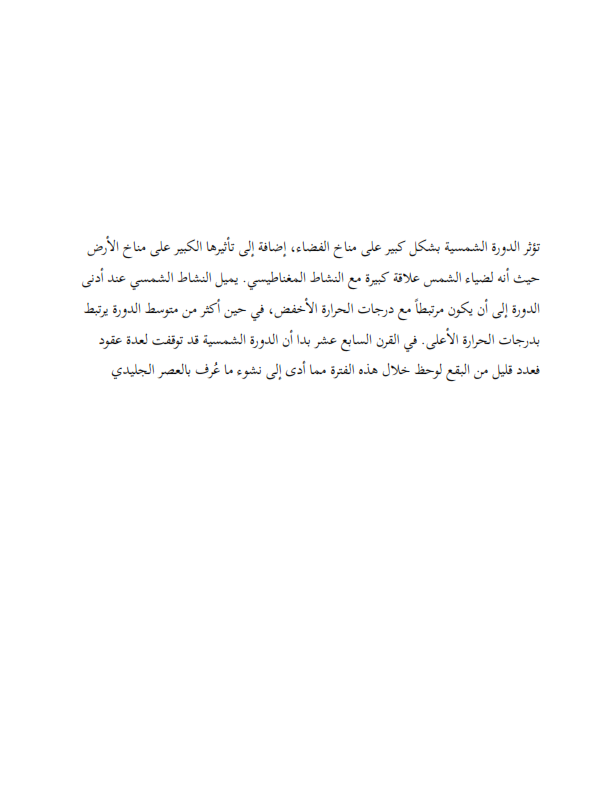 تؤثر الدورة الشمسية بشكل كبير على مناخ الفضاء، إضافة إلى تأثيرها الكبير على مناخ الأرض
حيث أنه لضياء الشمس علاقة كبيرة مع النشاط المغناطيسي. يميل النشاط الشمسي عند أدنى
الدورة إلى أن يكون مرتبطاً مع درجات الحرارة الأخفض، في حين أكثر من متوسط الدورة يرتبط
بدرجات الحرارة الأعلى. في القرن السابع عشر بدا أن الدورة الشمسية قد توقفت لعدة عقود
فعدد قليل من البقع لوحظ خلال هذه الفترة مما أدى إلى نشوء ما عُرف بالعصر الجليدي